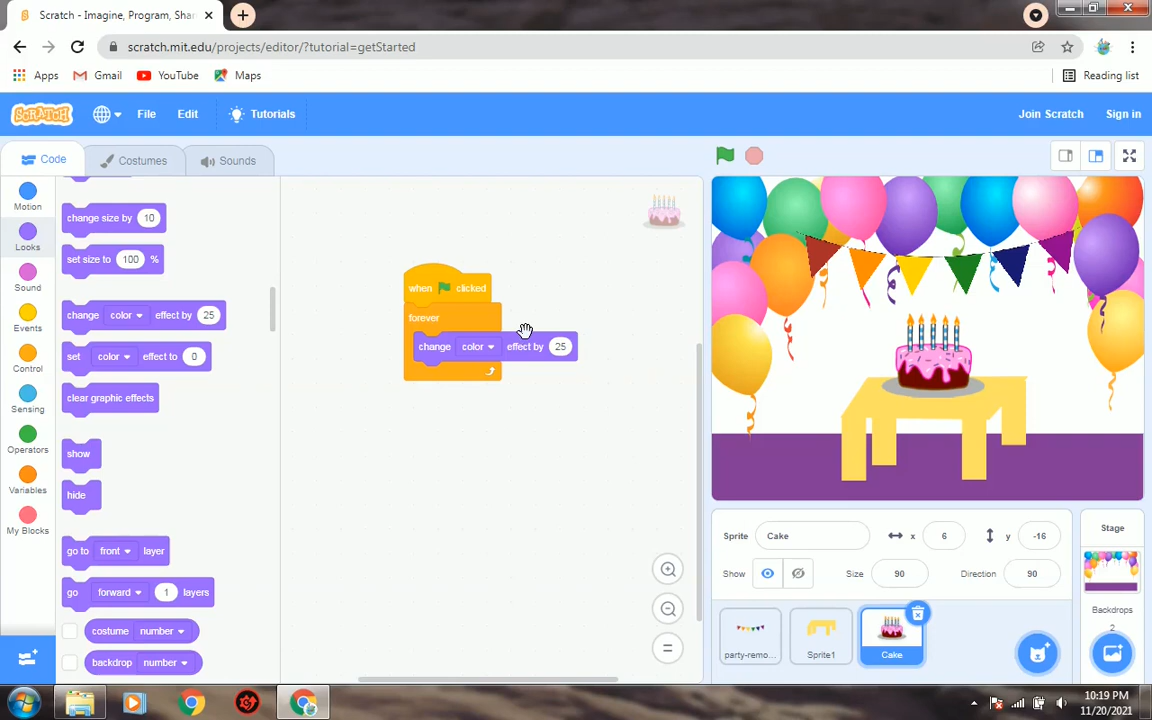 Scratch - Imagine, Program, Shar
scratch.mit.edu/projects/editor/?tutorial=getStarted
Apps Gmail YouTube Maps Reading list
SCRATCH File Edit Tutorials Join Scratch Sign in
Code Costumes Sounds
Motion
Looks
Sound
Events
Control
Sensing
Operators
Variables
My Blocks
change size by 10
set size to 100 %
change color effect by 25
set color effect to 0
clear graphic effects
show
hide
go to front layer
go forward 1 layers
costume number
backdrop number
when clicked
forever
change color effect by 25
Sprite Cake x 6 y -16
Show Size 90 Direction 90
party-remo...
Sprite1
Cake
Stage
Backdrops
2
10:19 PM
11/20/2021